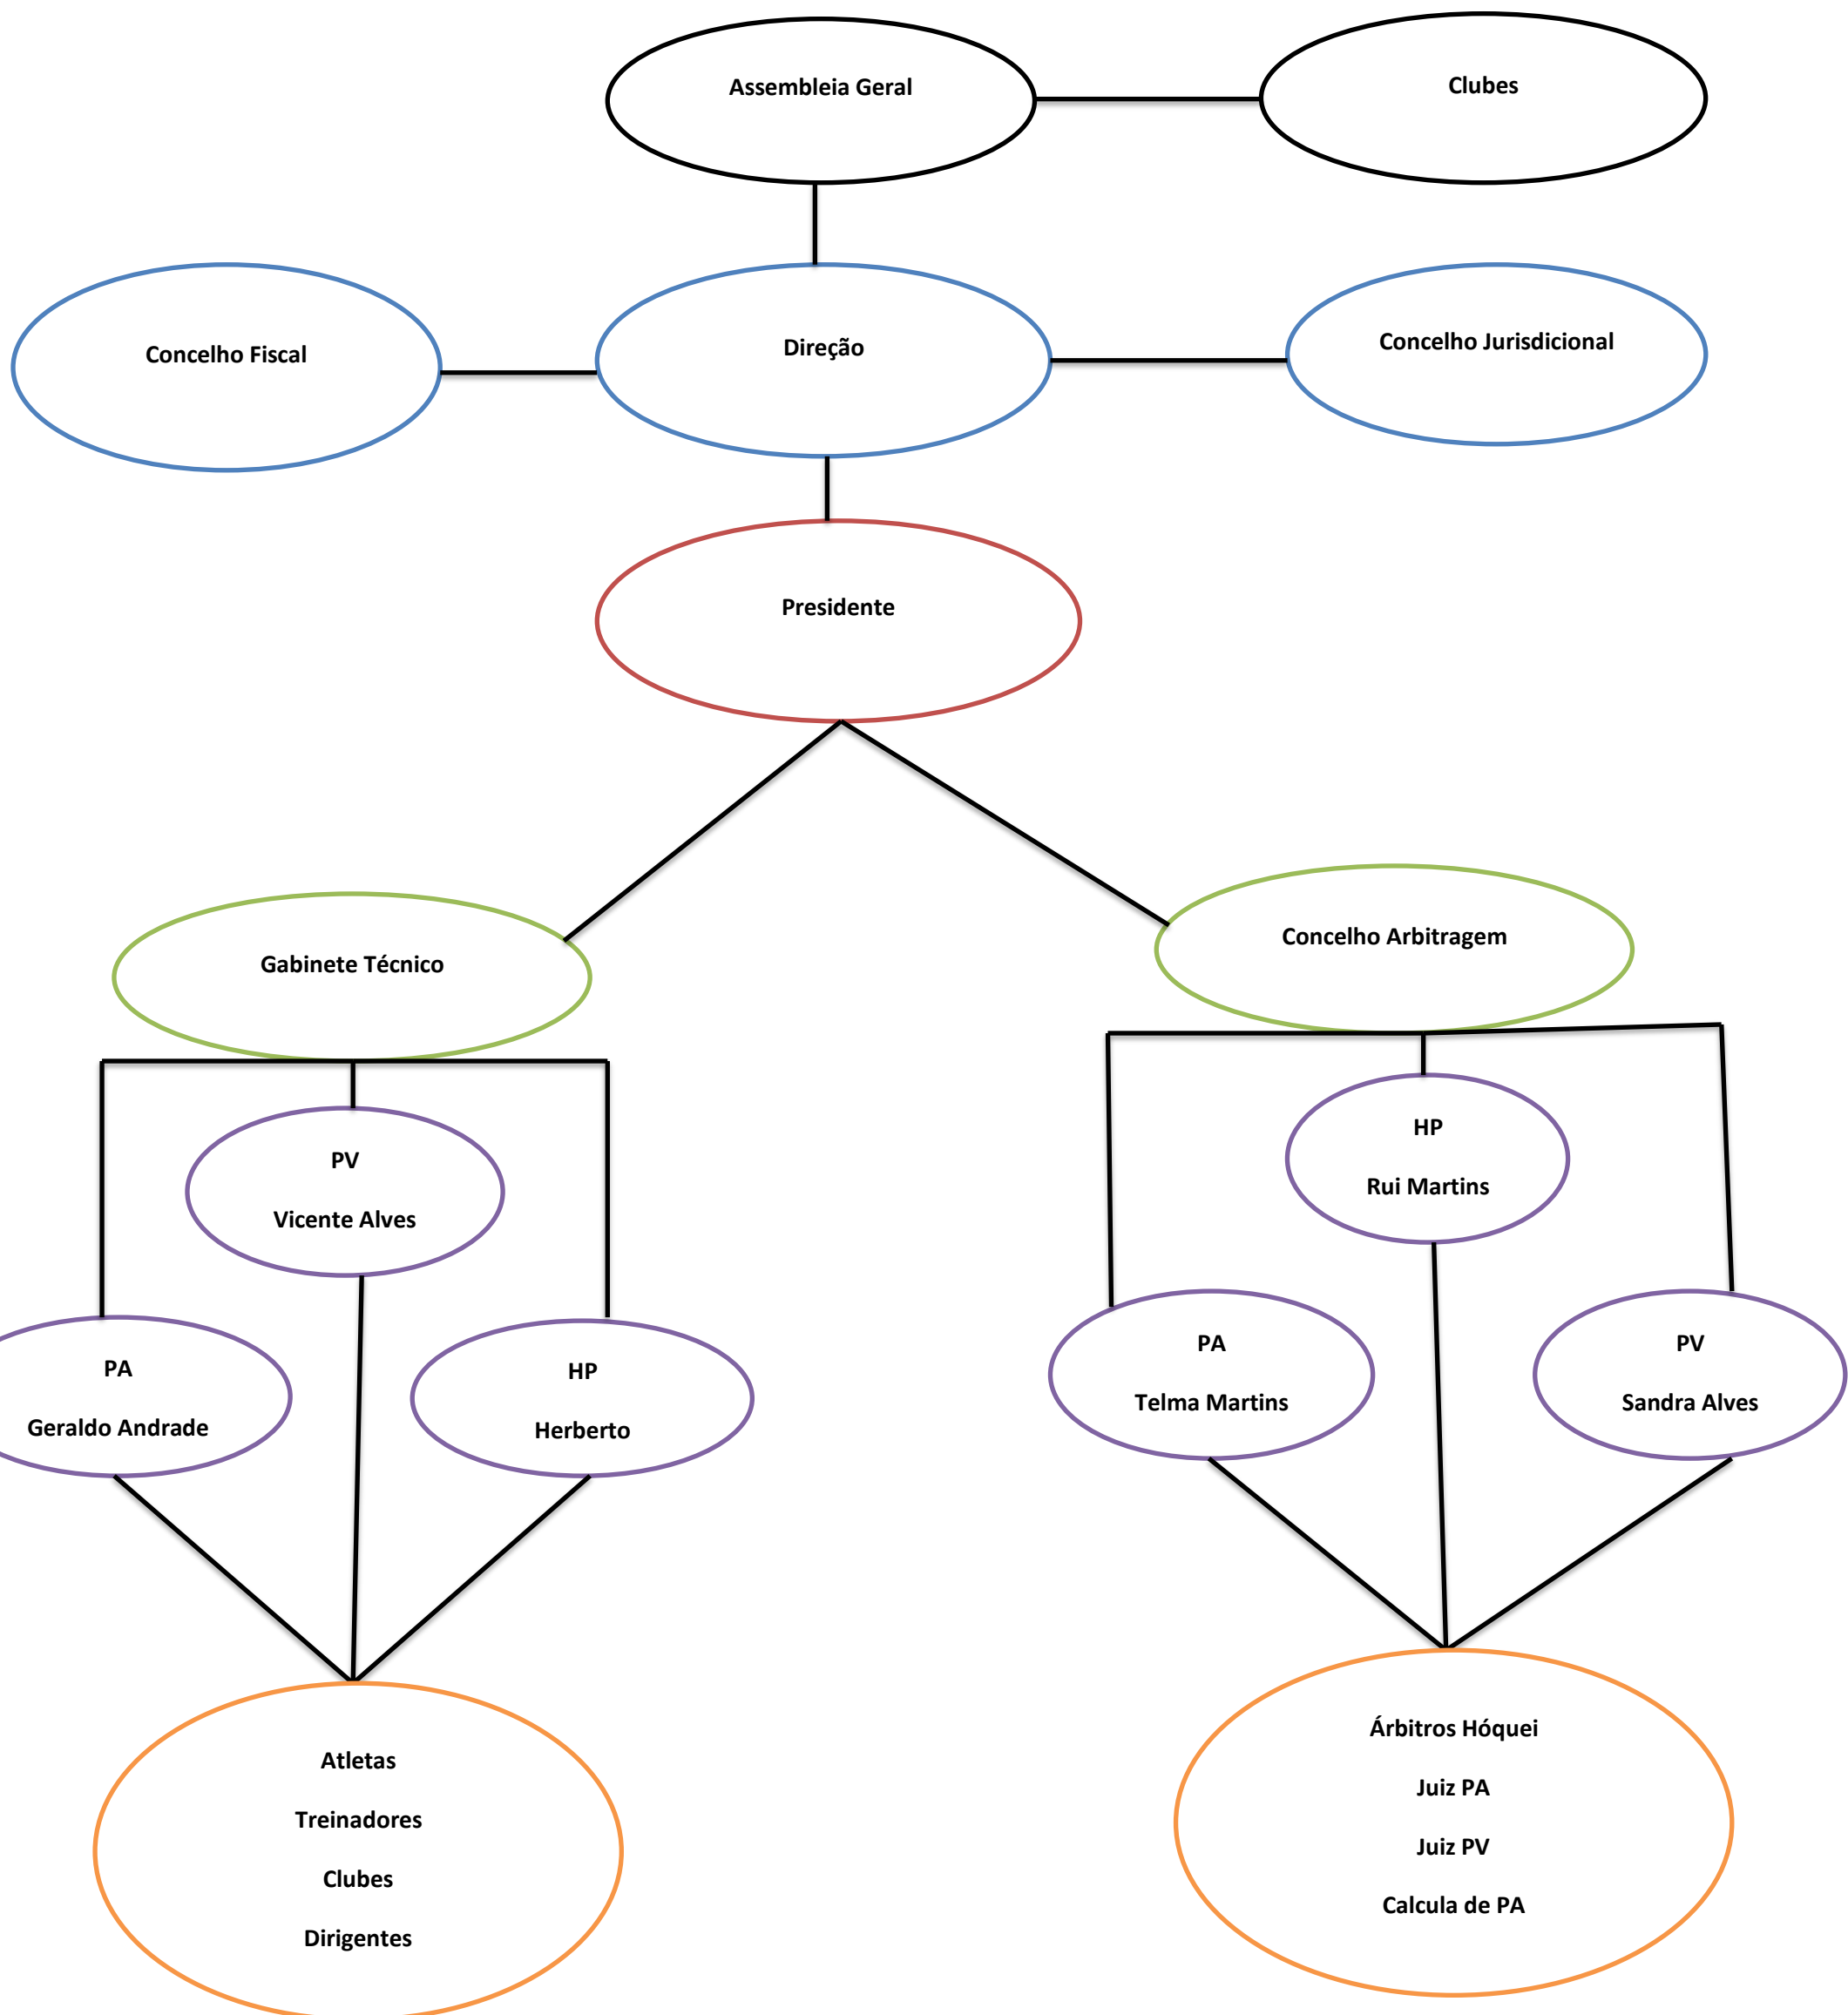 Assembleia Geral
Clubes
Concelho Fiscal
Direção
Concelho Jurisdicional
Presidente
Gabinete Técnico
Concelho Arbitragem
PV
Vicente Alves
PA
Geraldo Andrade
HP
Herberto
HP
Rui Martins
PA
Telma Martins
PV
Sandra Alves
Atletas
Treinadores
Clubes
Dirigentes
Árbitros Hóquei
Juiz PA
Juiz PV
Calcula de PA